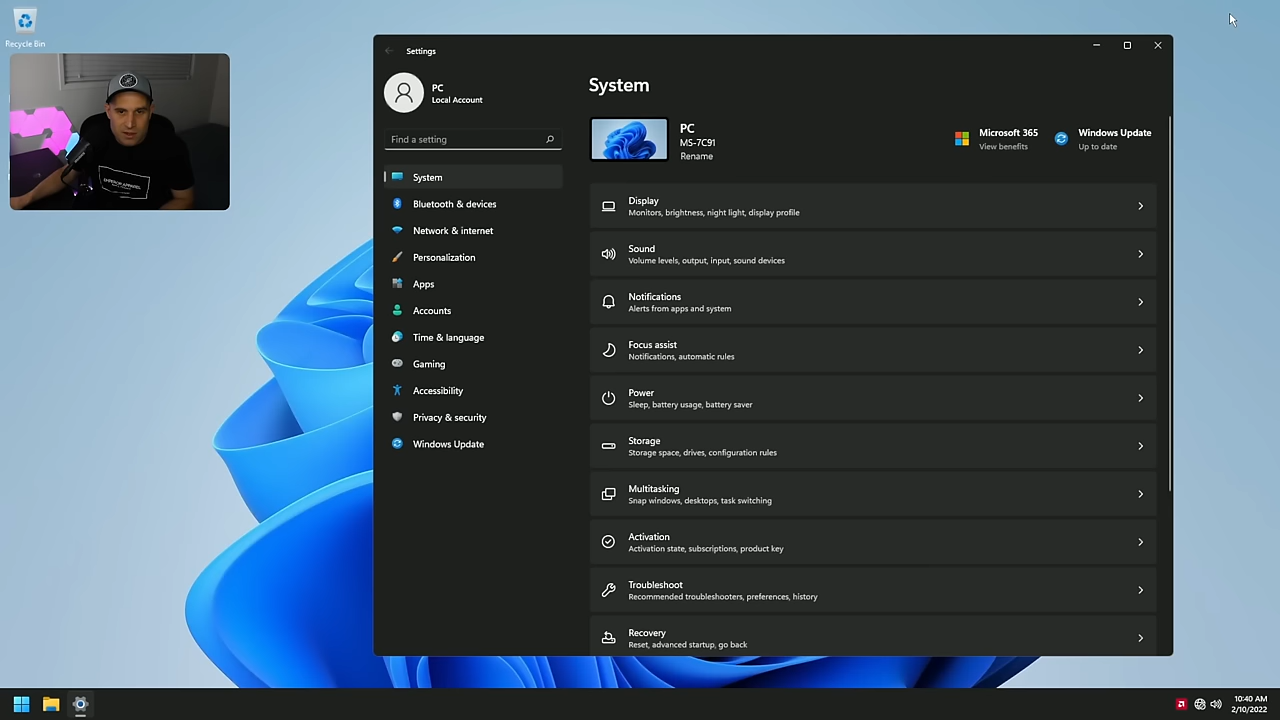 Recycle Bin
Settings
PC
Local Account
Find a setting
System
Bluetooth & devices
Network & internet
Personalization
Apps
Accounts
Time & language
Gaming
Accessibility
Privacy & security
Windows Update
System
PC
MS-7C91
Rename
Microsoft 365
View benefits
Windows Update
Up to date
Display
Monitors, brightness, night light, display profile
Sound
Volume levels, output, input, sound devices
Notifications
Alerts from apps and system
Focus assist
Notifications, automatic rules
Power
Sleep, battery usage, battery saver
Storage
Storage space, drives, configuration rules
Multitasking
Snap windows, desktops, task switching
Activation
Activation state, subscriptions, product key
Troubleshoot
Recommended troubleshooters, preferences, history
Recovery
Reset, advanced startup, go back
10:40 AM
2/10/2022